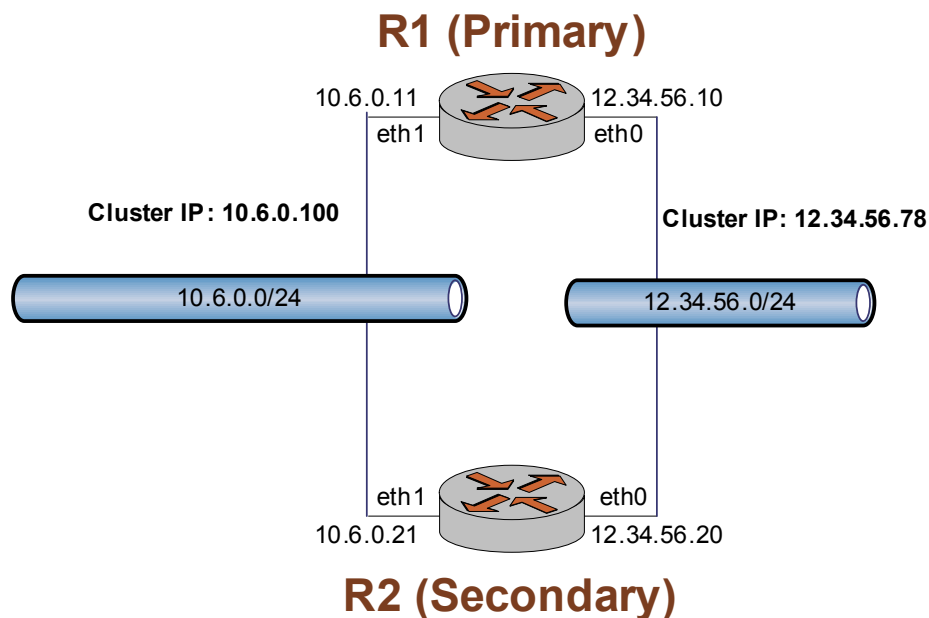 R1 (Primary)
10.6.0.11
12.34.56.10
eth1
eth0
Cluster IP: 10.6.0.100
Cluster IP: 12.34.56.78
10.6.0.0/24
12.34.56.0/24
eth1
eth0
10.6.0.21
12.34.56.20
R2 (Secondary)